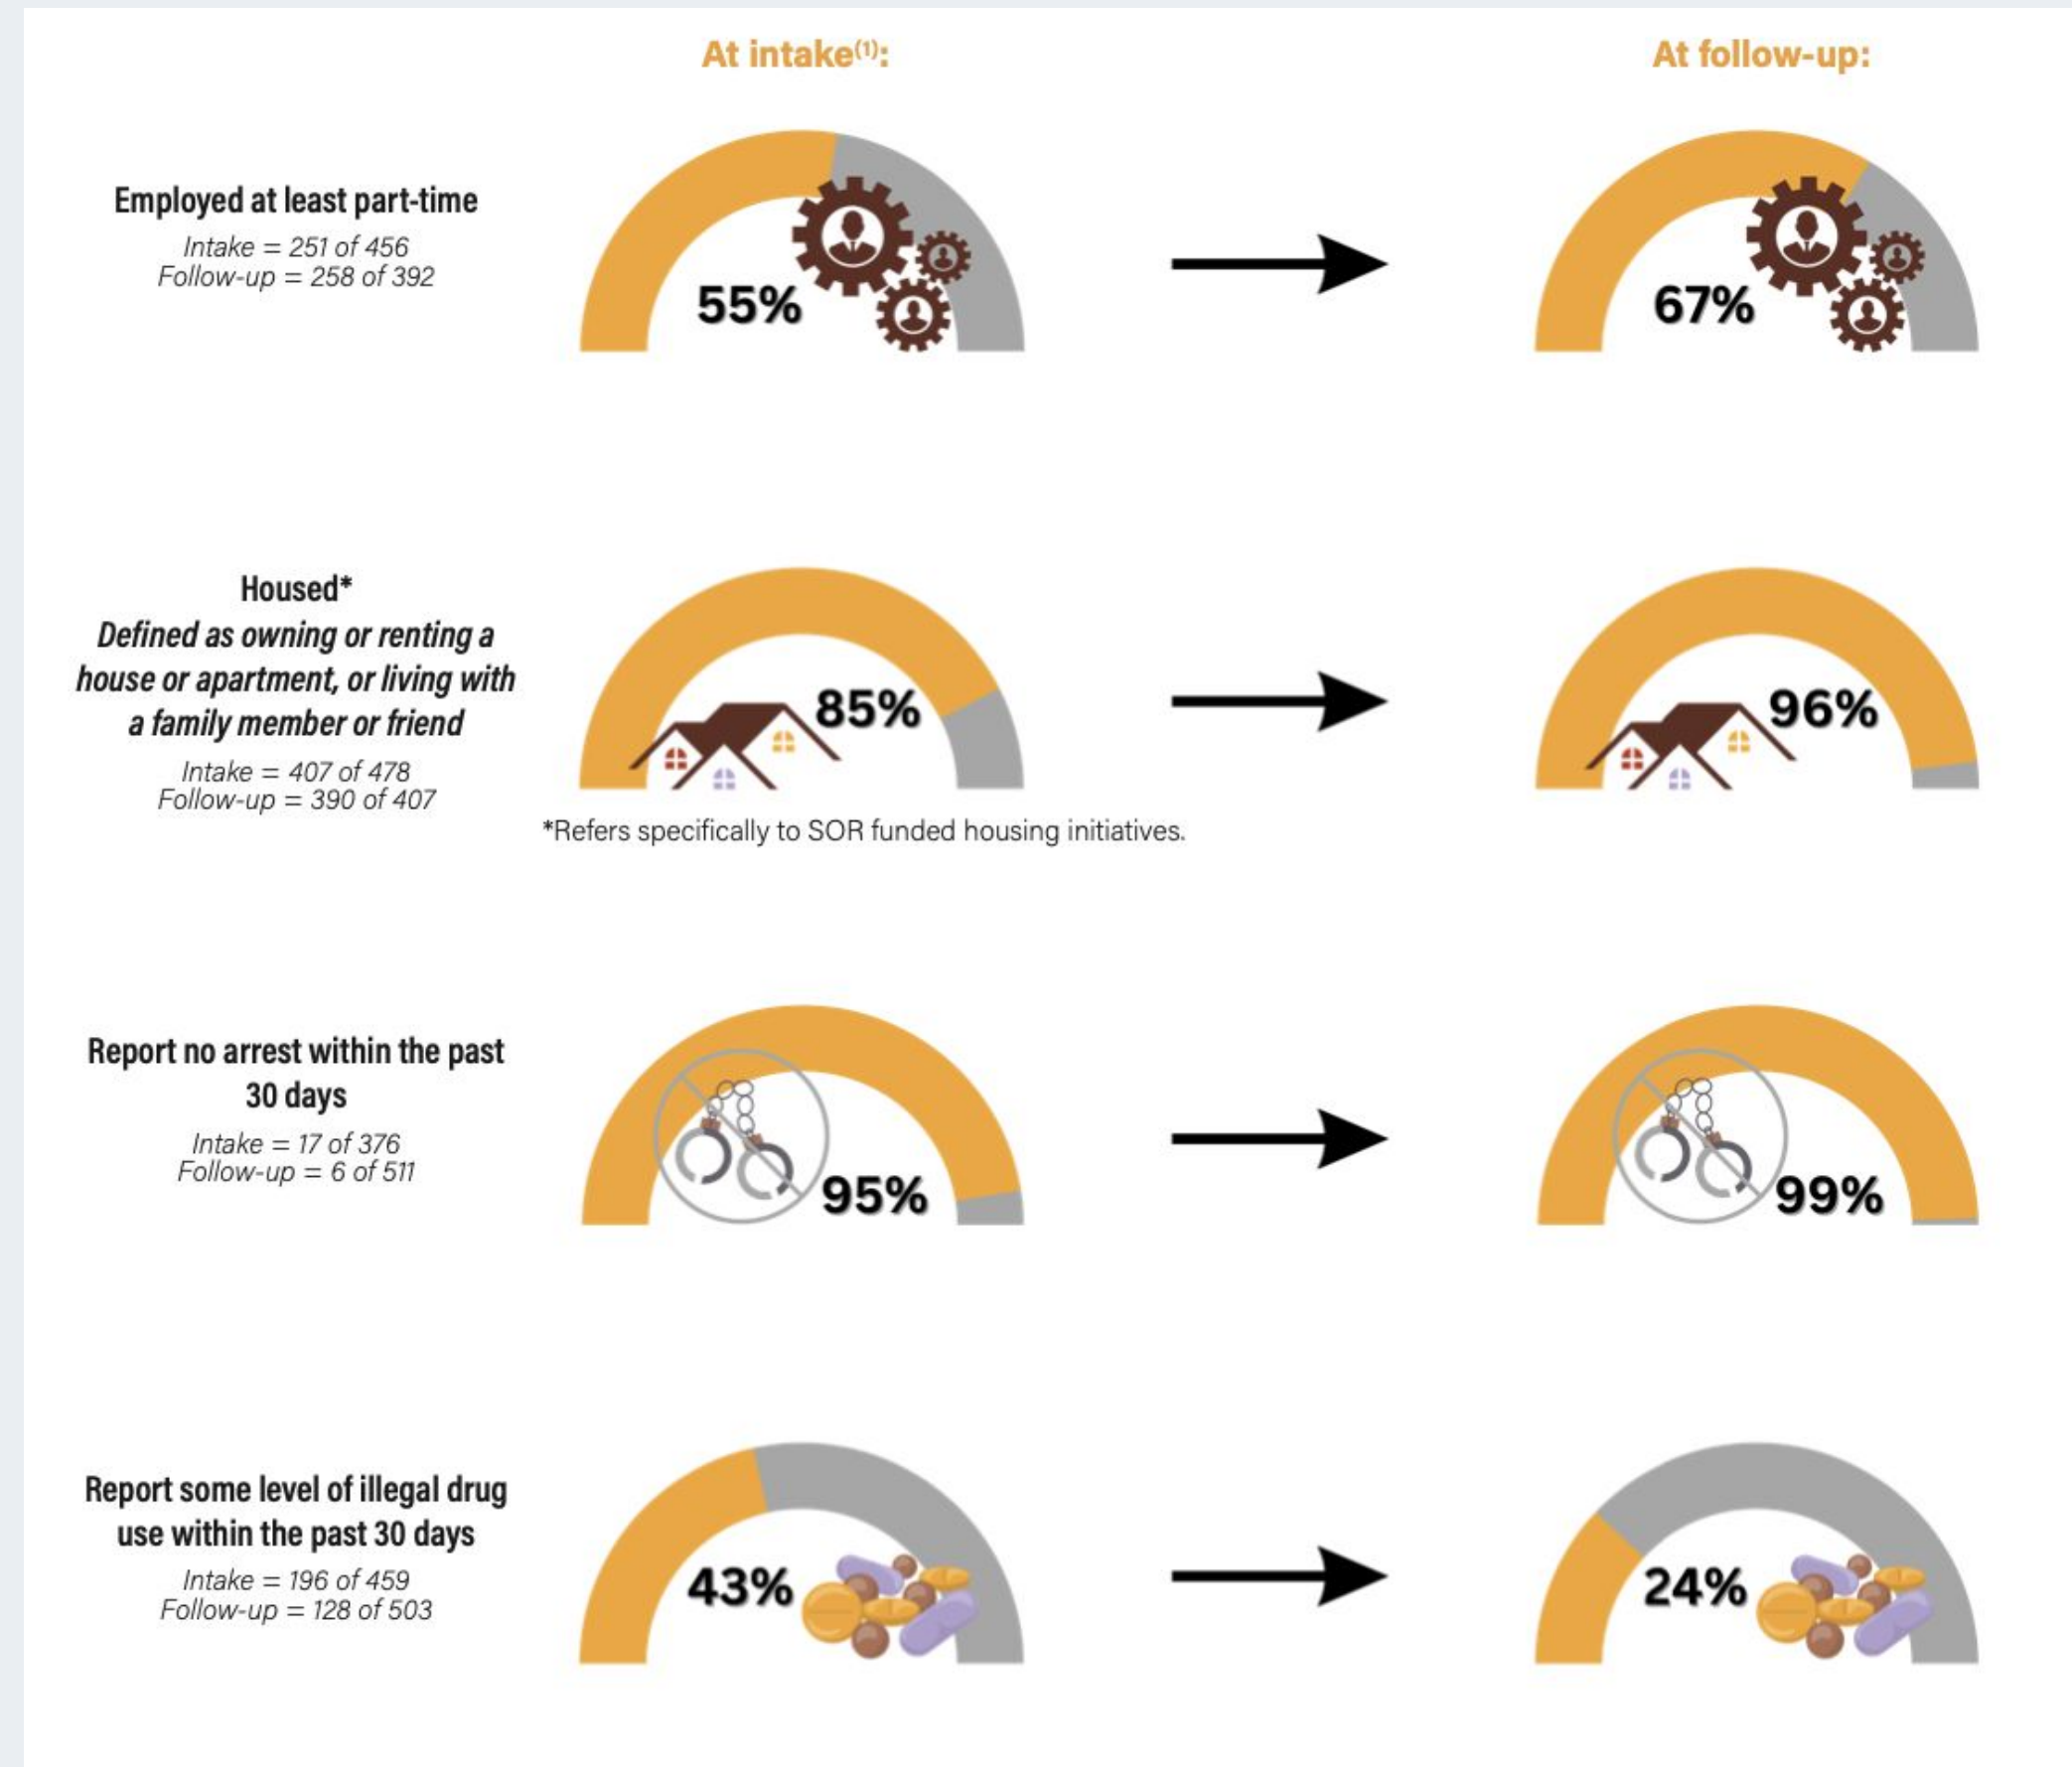 At intake(1):
At follow-up:
Employed at least part-time
Intake = 251 of 456
Follow-up = 258 of 392
55%
67%
Housed*
Defined as owning or renting a
house or apartment, or living with
a family member or friend
Intake = 407 of 478
Follow-up = 390 of 407
85%
96%
*Refers specifically to SOR funded housing initiatives.
Report no arrest within the past
30 days
Intake = 17 of 376
Follow-up = 6 of 511
95%
99%
Report some level of illegal drug
use within the past 30 days
Intake = 196 of 459
Follow-up = 128 of 503
43%
24%